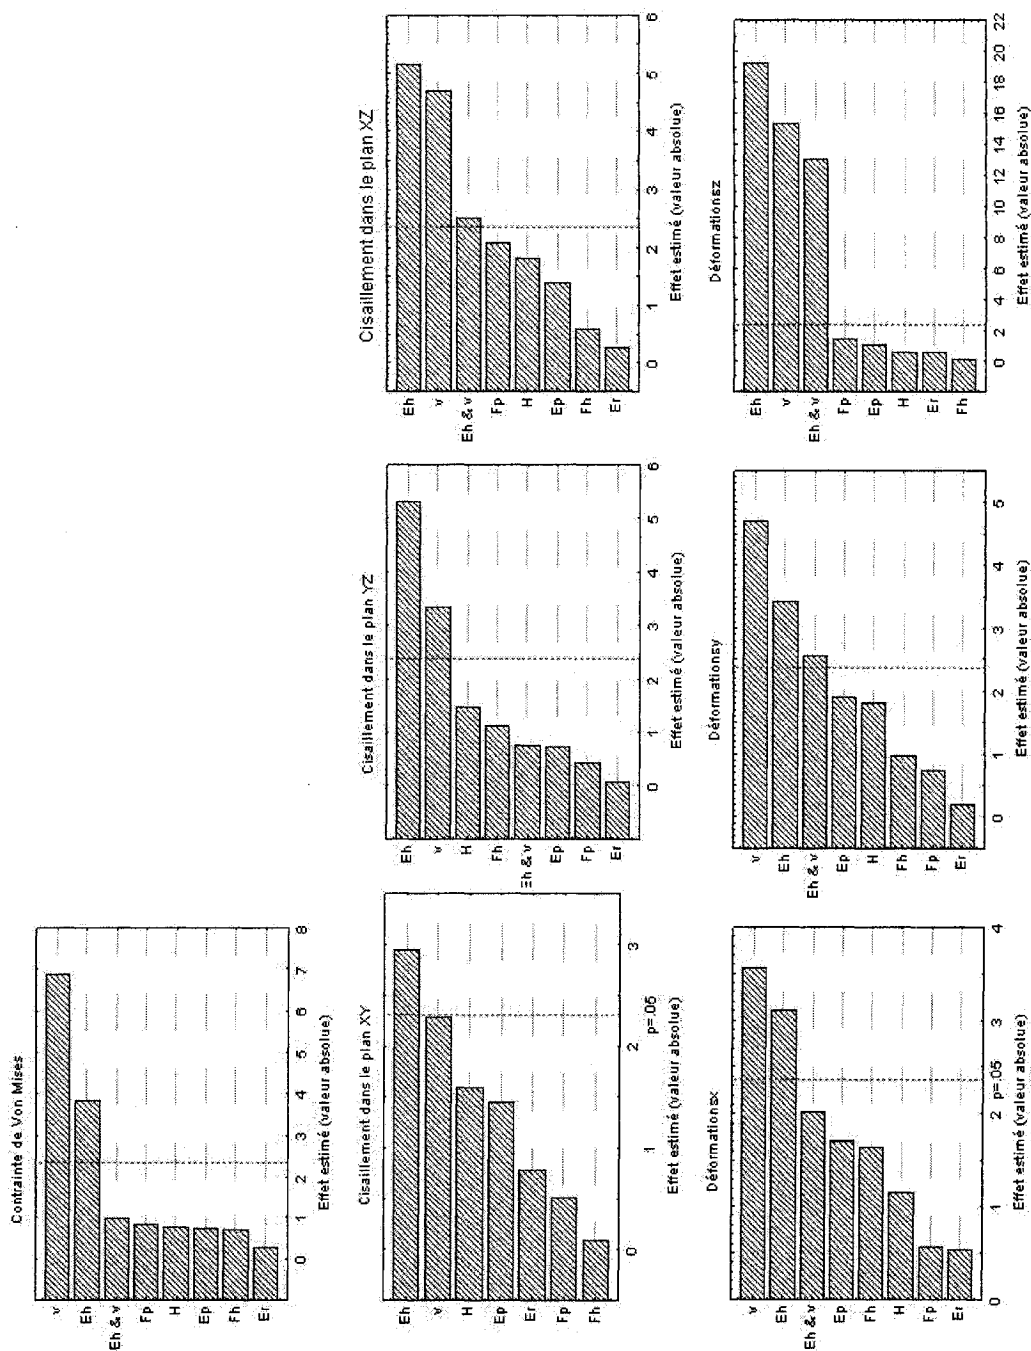 Contrainte de Von Mises
v
Eh
Eh & v
Fp
H
Ep
Fh
Er
0 1 2 3 4 5 6 7 8
Effet estimé (valeur absolue)
Cisaillement dans le plan XY
Eh
v
H
Ep
Er
Fp
Fh
0 1 2 3
p=.05
Effet estimé (valeur absolue)
Cisaillement dans le plan YZ
Eh
v
H
Fh
Eh & v
Ep
Fp
Er
0 1 2 3 4 5 6
Effet estimé (valeur absolue)
Cisaillement dans le plan XZ
Eh
v
Eh & v
Fp
H
Ep
Fh
Er
0 1 2 3 4 5 6
Effet estimé (valeur absolue)
Déformationsx
v
Eh
Eh & v
Ep
Fh
H
Fp
Er
0 1 2 3 4
p=.05
Effet estimé (valeur absolue)
Déformationsy
v
Eh
Eh & v
Ep
H
Fh
Fp
Er
0 1 2 3 4 5
Effet estimé (valeur absolue)
Déformationsz
Eh
v
Eh & v
Fp
Ep
H
Er
Fh
0 2 4 6 8 10 12 14 16 18 20 22
Effet estimé (valeur absolue)